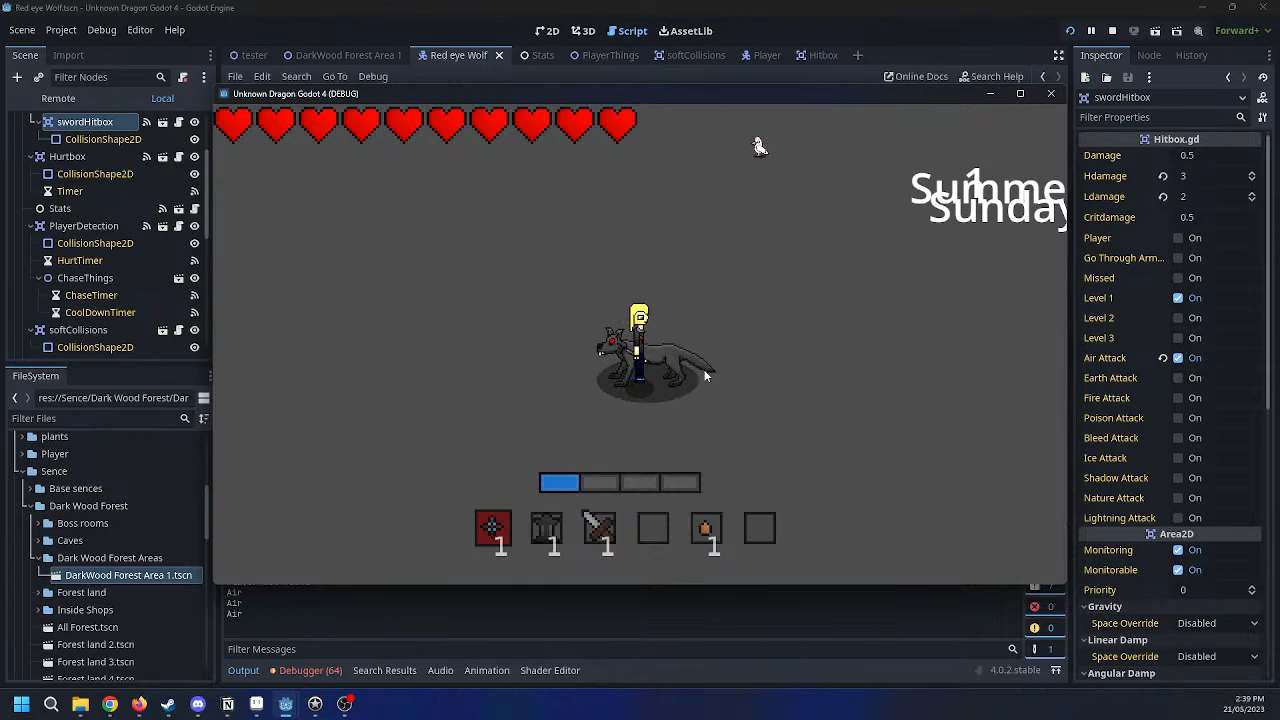 Red eye Wolf.tscn - Unknown Dragon Godot 4 - Godot Engine
Scene Project Debug Editor Help
2D 3D Script AssetLib
Forward+
Scene Import
tester DarkWood Forest Area 1 Red eye Wolf Stats PlayerThings softCollisions Player Hitbox
Inspector Node History
Filter Nodes
File Edit Search Go To Debug
Online Docs Search Help
Remote Local
Unknown Dragon Godot 4 (DEBUG)
swordHitbox
Filter Properties
swordHitbox
CollisionShape2D
Hurtbox
CollisionShape2D
Timer
Stats
PlayerDetection
CollisionShape2D
HurtTimer
ChaseThings
ChaseTimer
CoolDownTimer
softCollisions
CollisionShape2D
FileSystem
res://Sence/Dark Wood Forest/Dar
Filter Files
plants
Player
Sence
Base sences
Dark Wood Forest
Boss rooms
Caves
Dark Wood Forest Areas
DarkWood Forest Area 1.tscn
Forest land
Inside Shops
All Forest.tscn
Forest land 2.tscn
Forest land 3.tscn
Forest land 4.tscn
1
Summe
Sunday
1 1 1 1
Air
Air
Air
7
0
0
1
Filter Messages
Output Debugger (64) Search Results Audio Animation Shader Editor
4.0.2.stable
Hitbox.gd
Damage 0.5
Hdamage 3
Ldamage 2
Critdamage 0.5
Player On
Go Through Arm... On
Missed On
Level 1 On
Level 2 On
Level 3 On
Air Attack On
Earth Attack On
Fire Attack On
Poison Attack On
Bleed Attack On
Ice Attack On
Shadow Attack On
Nature Attack On
Lightning Attack On
Area2D
Monitoring On
Monitorable On
Priority 0
Gravity
Space Override Disabled
Linear Damp
Space Override Disabled
Angular Damp
2:39 PM
21/05/2023